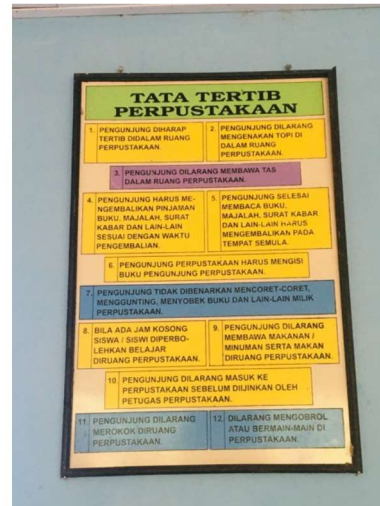 TATA TERTIB
PERPUSTAKAAN
1. PENGUNJUNG DIHARAP
TERTIB DIDALAM RUANG
PERPUSTAKAAN.
2. PENGUNJUNG DILARANG
MENGENAKAN TOPI DI
DALAM RUANG
PERPUSTAKAAN.
3. PENGUNJUNG DILARANG MEMBAWA TAS
DALAM RUANG PERPUSTAKAAN.
4. PENGUNJUNG HARUS ME-
NGEMBALIKAN PINJAMAN
BUKU, MAJALAH, SURAT
KABAR DAN LAIN-LAIN
SESUAI DENGAN WAKTU
PENGEMBALIAN.
5. PENGUNJUNG SELESAI
MEMBACA BUKU,
MAJALAH, SURAT KABAR
DAN LAIN-LAIN HARUS
MENGEMBALIKAN PADA
TEMPAT SEMULA.
6. PENGUNJUNG PERPUSTAKAAN HARUS MENGISI
BUKU PENGUNJUNG PERPUSTAKAAN.
7. PENGUNJUNG TIDAK DIBENARKAN MENCORET-CORET,
MENGGUNTING, MENYOBEK BUKU DAN LAIN-LAIN MILIK
PERPUSTAKAAN.
8. BILA ADA JAM KOSONG
SISWA / SISWI DIPERBO-
LEHKAN BELAJAR
DIRUANG PERPUSTAKAAN.
9. PENGUNJUNG DILARANG
MEMBAWA MAKANAN /
MINUMAN SERTA MAKAN
DIRUANG PERPUSTAKAAN.
10. PENGUNJUNG DILARANG MASUK KE
PERPUSTAKAAN SEBELUM DIIJINKAN OLEH
PETUGAS PERPUSTAKAAN.
11. PENGUNJUNG DILARANG
MEROKOK DIRUANG
PERPUSTAKAAN.
12. DILARANG MENGOBROL
ATAU BERMAIN-MAIN DI
PERPUSTAKAAN.